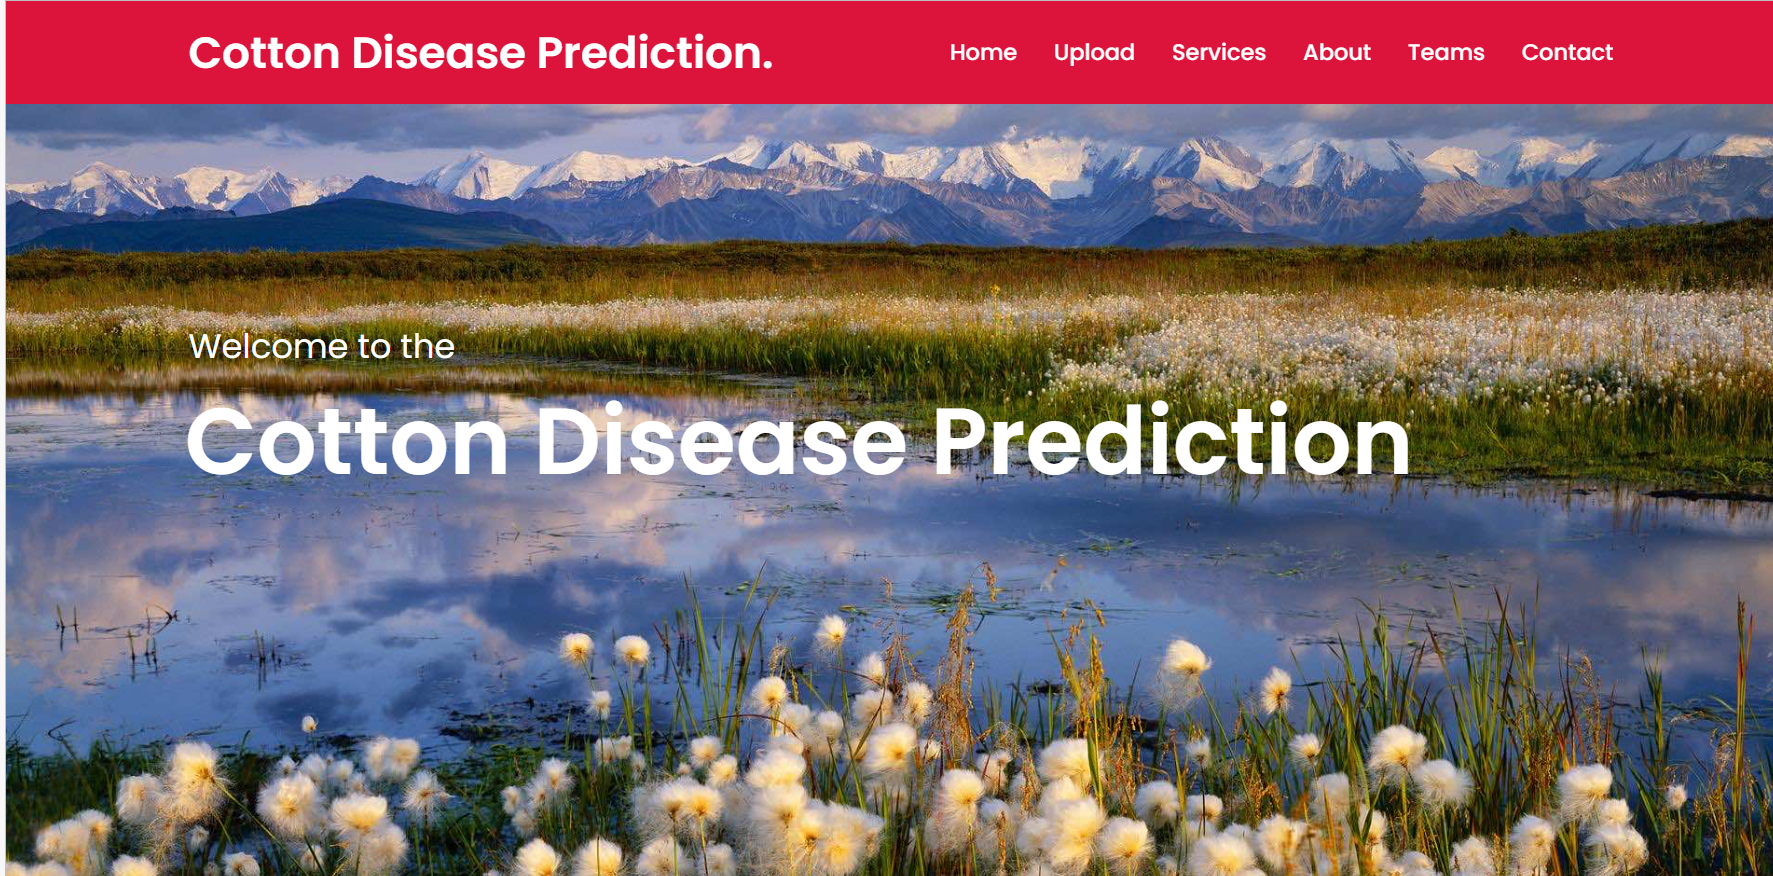 Cotton Disease Prediction.
Home Upload Services About Teams Contact
Welcome to the
Cotton Disease Prediction